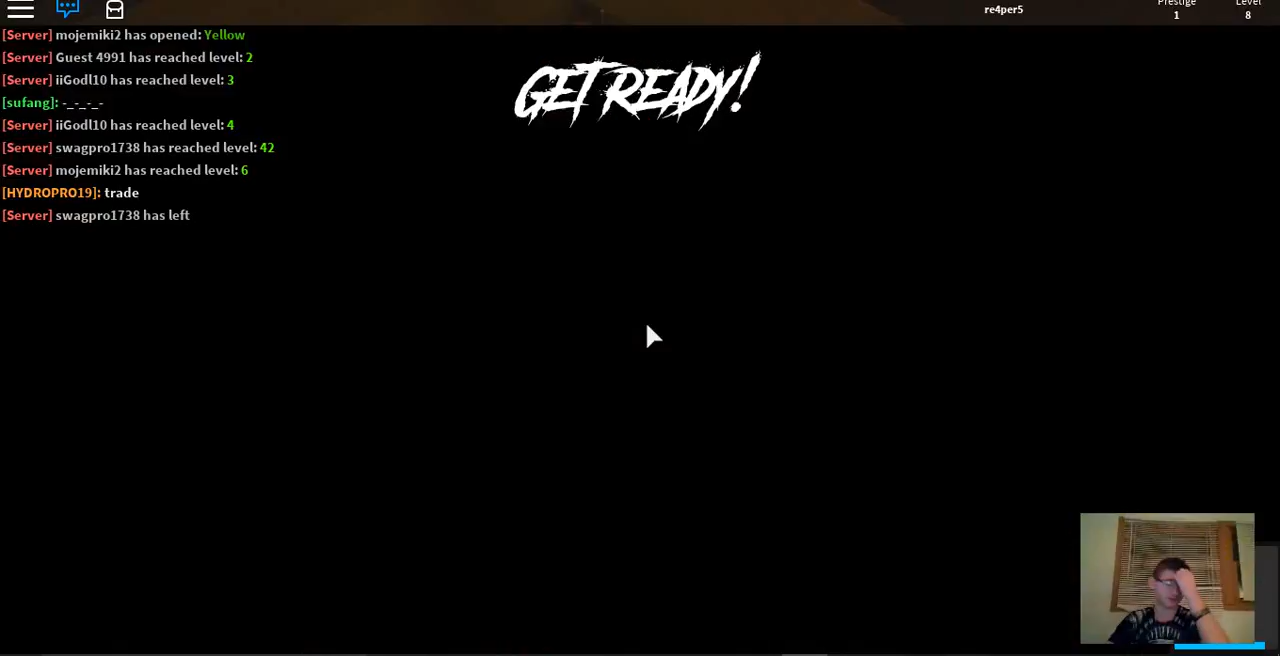 re4per5
Prestige
1
Level
8
[Server] mojemiki2 has opened: Yellow
[Server] Guest 4991 has reached level: 2
[Server] iiGodl10 has reached level: 3
[sufang]: -_-_-_-
[Server] iiGodl10 has reached level: 4
[Server] swagpro1738 has reached level: 42
[Server] mojemiki2 has reached level: 6
[HYDROPRO19]: trade
[Server] swagpro1738 has left
GET READY!